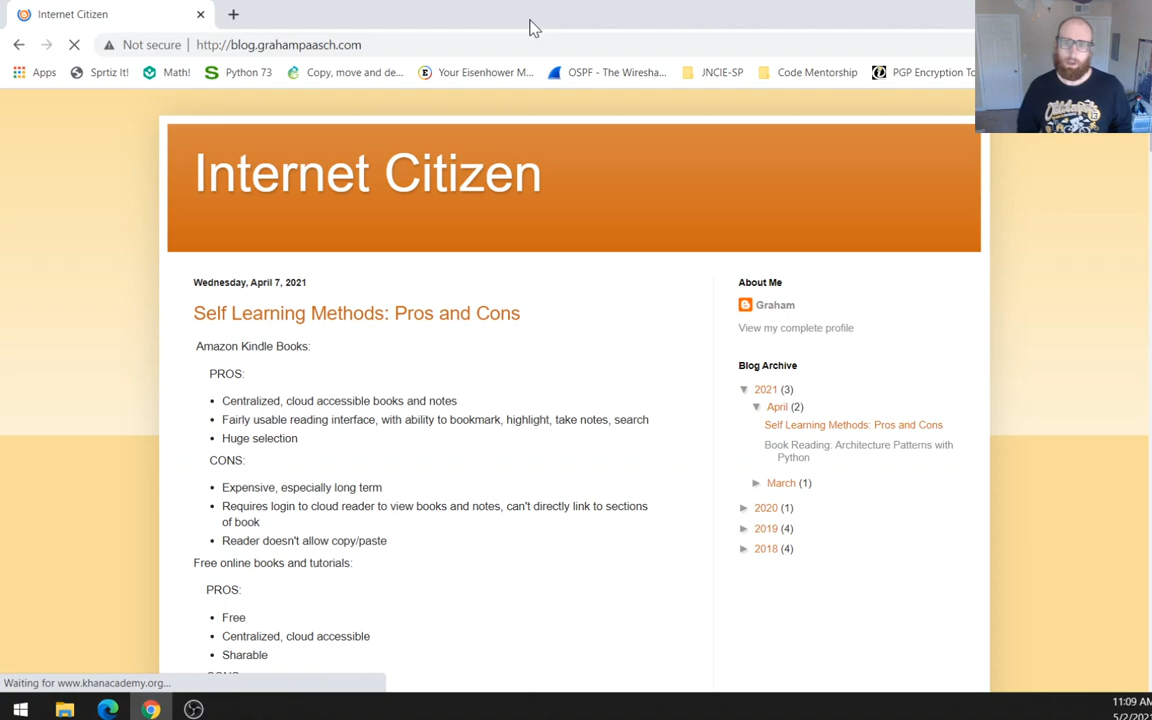 Internet Citizen
Not secure | http://blog.grahampaasch.com
Apps Sprtiz It! Math! Python 73 Copy, move and de... Your Eisenhower M... OSPF - The Wiresha... JNCIE-SP Code Mentorship PGP Encryption To
Internet Citizen
Wednesday, April 7, 2021
Self Learning Methods: Pros and Cons
Amazon Kindle Books:
PROS:
Centralized, cloud accessible books and notes
Fairly usable reading interface, with ability to bookmark, highlight, take notes, search
Huge selection
CONS:
Expensive, especially long term
Requires login to cloud reader to view books and notes, can't directly link to sections
of book
Reader doesn't allow copy/paste
Free online books and tutorials:
PROS:
Free
Centralized, cloud accessible
Sharable
About Me
Graham
View my complete profile
Blog Archive
2021 (3)
April (2)
Self Learning Methods: Pros and Cons
Book Reading: Architecture Patterns with
Python
March (1)
2020 (1)
2019 (4)
2018 (4)
Waiting for www.khanacademy.org...
11:09 AM